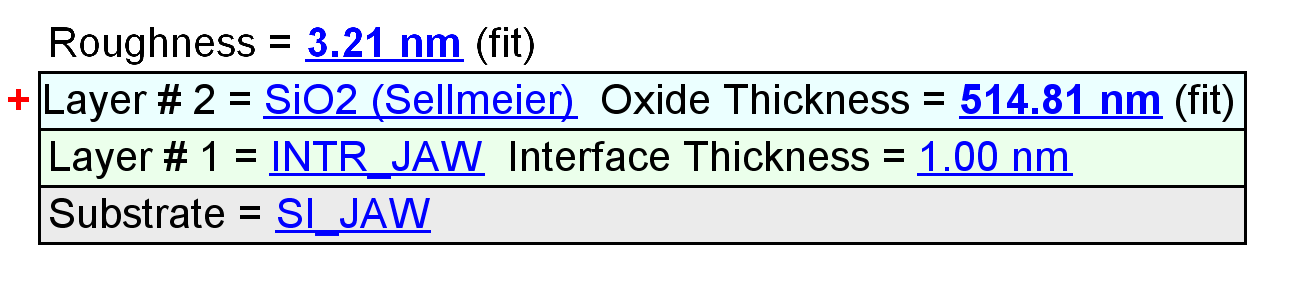 Roughness = 3.21 nm (fit)
+ Layer # 2 = SiO2 (Sellmeier)  Oxide Thickness = 514.81 nm (fit)
Layer # 1 = INTR_JAW  Interface Thickness = 1.00 nm
Substrate = SI_JAW